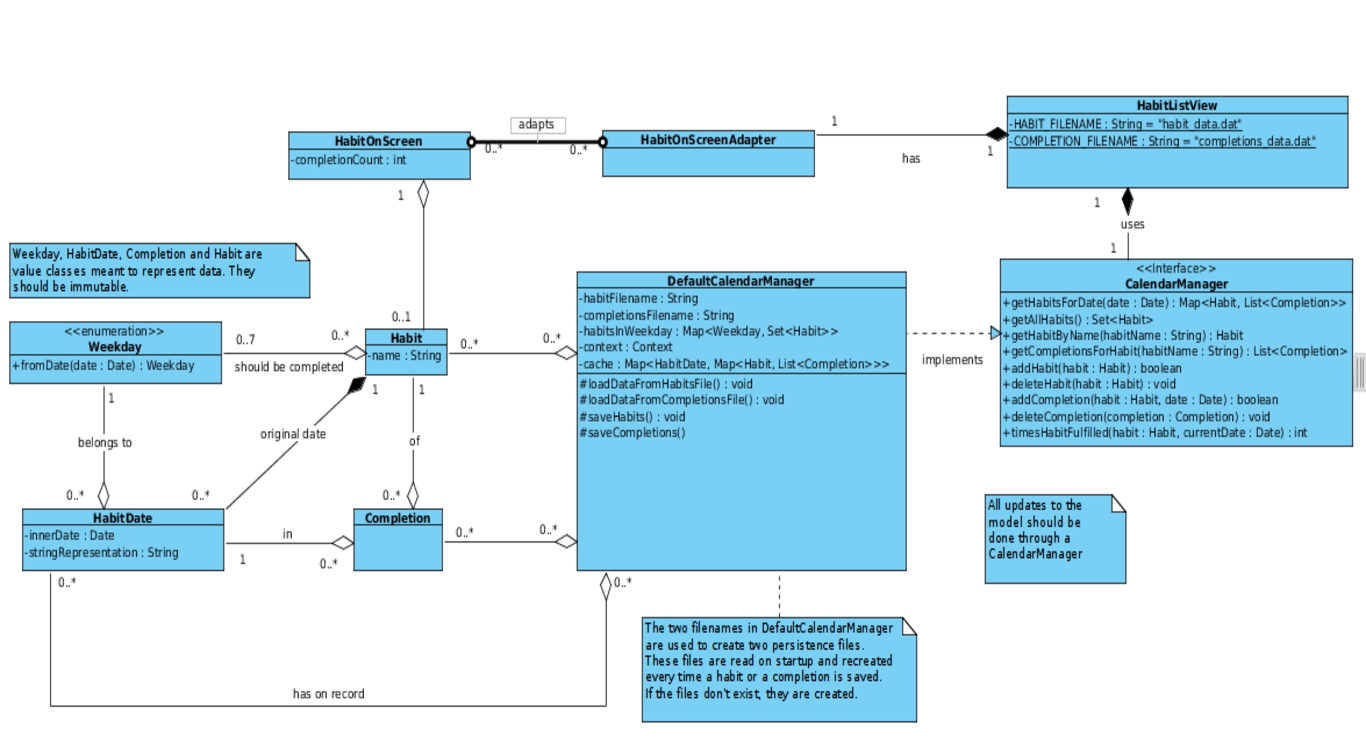 HabitListView
-HABIT_FILENAME : String = "habit_data.dat"
-COMPLETION_FILENAME : String = "completions_data.dat"
adapts
HabitOnScreen
-completionCount : int
0..*
0..*
HabitOnScreenAdapter
1
has
1
1
1
uses
1
Weekday, HabitDate, Completion and Habit are
value classes meant to represent data. They
should be immutable.
<<Interface>>
CalendarManager
+getHabitsForDate(date : Date) : Map<Habit, List<Completion>>
+getAllHabits() : Set<Habit>
+getHabitByName(habitName : String) : Habit
+getCompletionsForHabit(habitName : String) : List<Completion>
+addHabit(habit : Habit) : boolean
+deleteHabit(habit : Habit) : void
+addCompletion(habit : Habit, date : Date) : boolean
+deleteCompletion(completion : Completion) : void
+timesHabitFulfilled(habit : Habit, currentDate : Date) : int
DefaultCalendarManager
-habitFilename : String
-completionsFilename : String
-habitsInWeekday : Map<Weekday, Set<Habit>>
-context : Context
-cache : Map<HabitDate, Map<Habit, List<Completion>>>
#loadDataFromHabitsFile() : void
#loadDataFromCompletionsFile() : void
#saveHabits() : void
#saveCompletions()
implements
0..1
<<enumeration>>
Weekday
+fromDate(date : Date) : Weekday
0..7
0..*
should be completed
Habit
-name : String
0..*
0..*
1
1
1
belongs to
original date
of
0..*
0..*
0..*
HabitDate
-innerDate : Date
-stringRepresentation : String
in
1
0..*
Completion
0..*
0..*
All updates to the
model should be
done through a
CalendarManager
0..*
0..*
has on record
The two filenames in DefaultCalendarManager
are used to create two persistence files.
These files are read on startup and recreated
every time a habit or a completion is saved.
If the files don't exist, they are created.